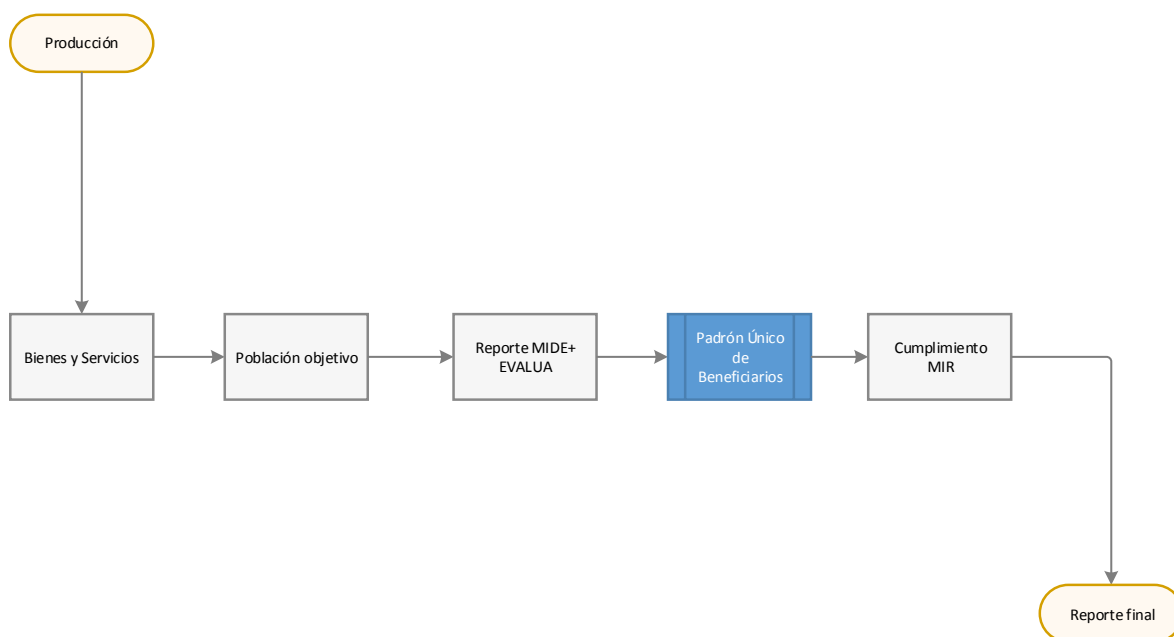 Producción
Bienes y Servicios
Población objetivo
Reporte MIDE+
EVALUA
Padrón Único
de
Beneficiarios
Cumplimiento
MIR
Reporte final